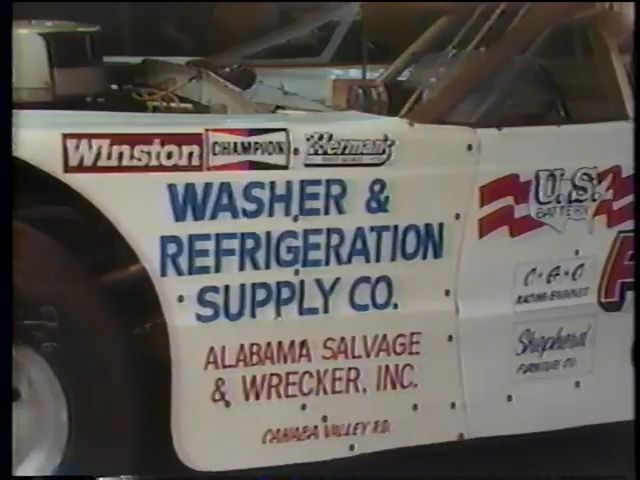 Winston CHAMPION Herman's
WASHER &
REFRIGERATION
SUPPLY CO.
ALABAMA SALVAGE
& WRECKER, INC.
CAHABA VALLEY RD.
U.S.
BATTERY
C·&·C
RACING ENGINES
Shepherd
FURNITURE CO.